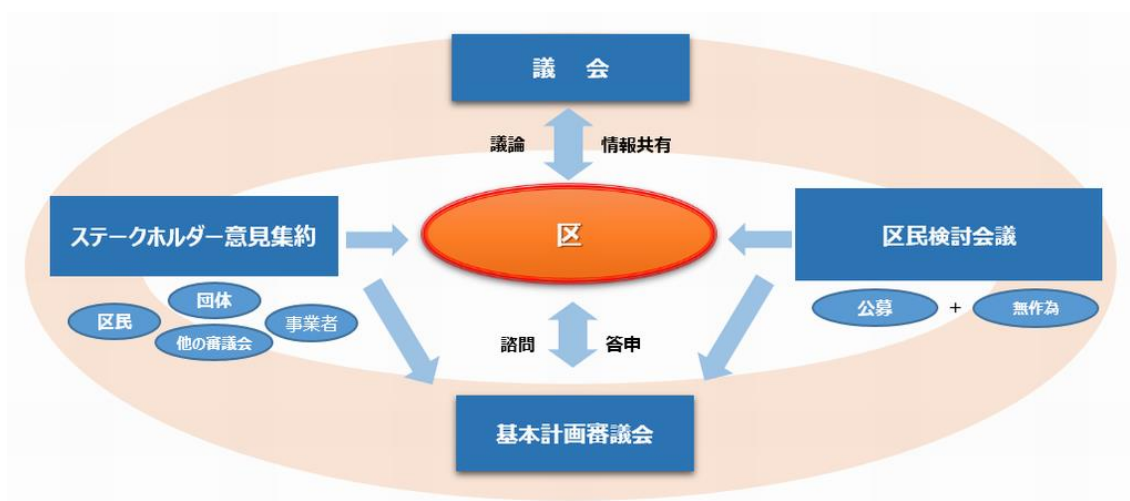 議 会
議論
情報共有
ステークホルダー意見集約
区
区民検討会議
団体
区民
事業者
他の審議会
公募
+
無作為
諮問
答申
基本計画審議会